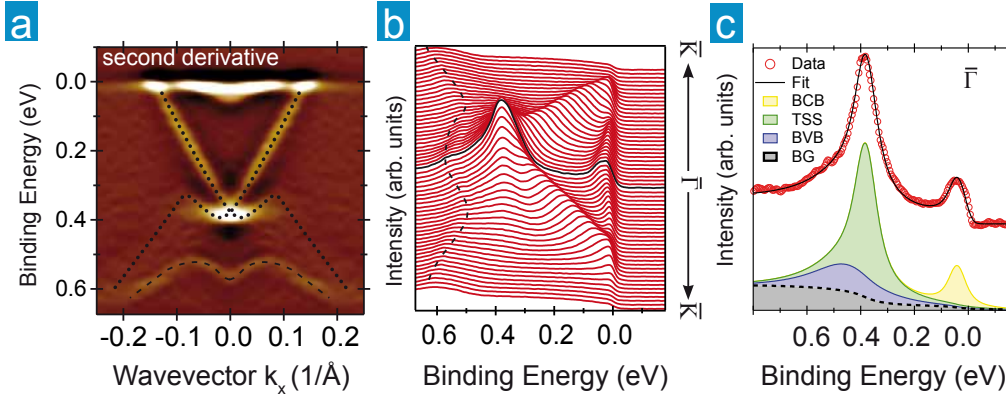 a
second derivative
0.0
0.2
0.4
0.6
Binding Energy (eV)
-0.2 -0.1 0.0 0.1 0.2
Wavevector kx (1/Å)
b
Intensity (arb. units)
0.6 0.4 0.2 0.0
Binding Energy (eV)
K̅
Γ̅
K̅
c
Data
Fit
BCB
TSS
BVB
BG
Γ̅
Intensity (arb. units)
0.6 0.4 0.2 0.0
Binding Energy (eV)